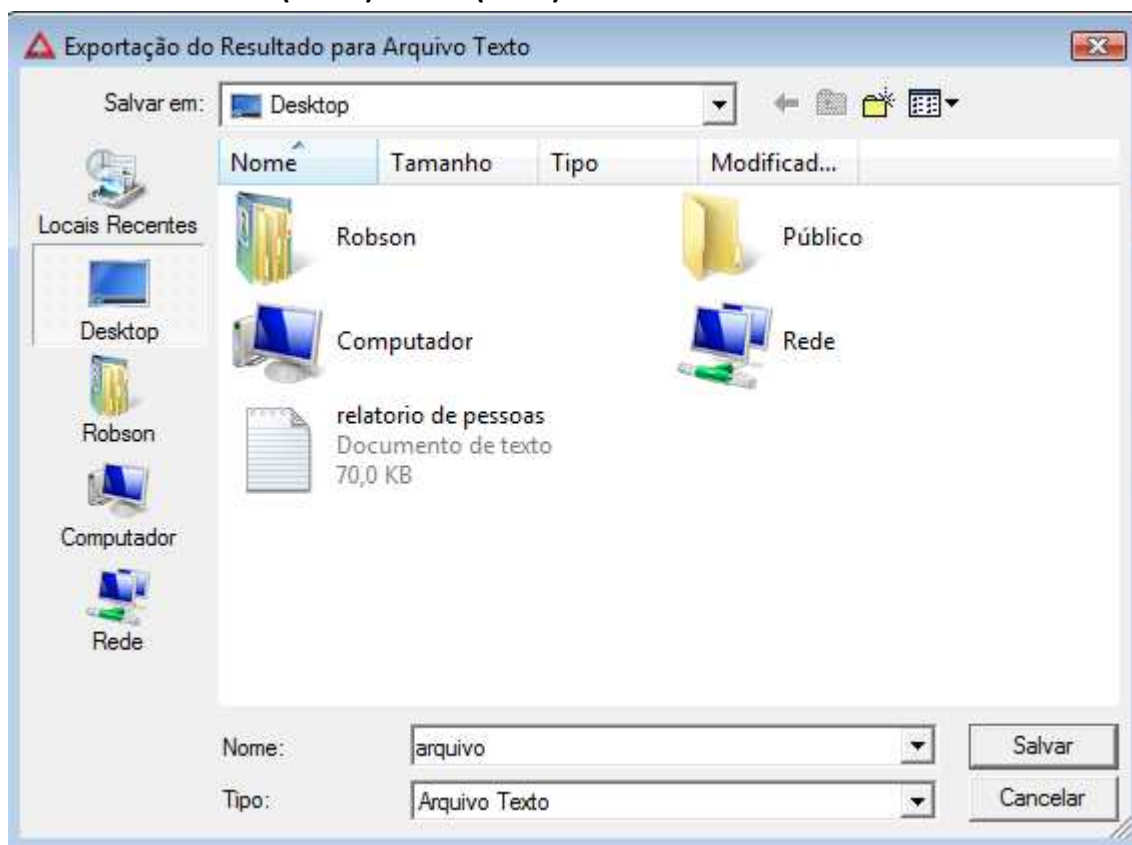 Exportação do Resultado para Arquivo Texto
Salvar em: Desktop
Nome Tamanho Tipo Modificad...
Locais Recentes
Desktop
Robson
Computador
Rede
Robson
Público
Computador
Rede
relatorio de pessoas
Documento de texto
70,0 KB
Nome: arquivo Salvar
Tipo: Arquivo Texto Cancelar